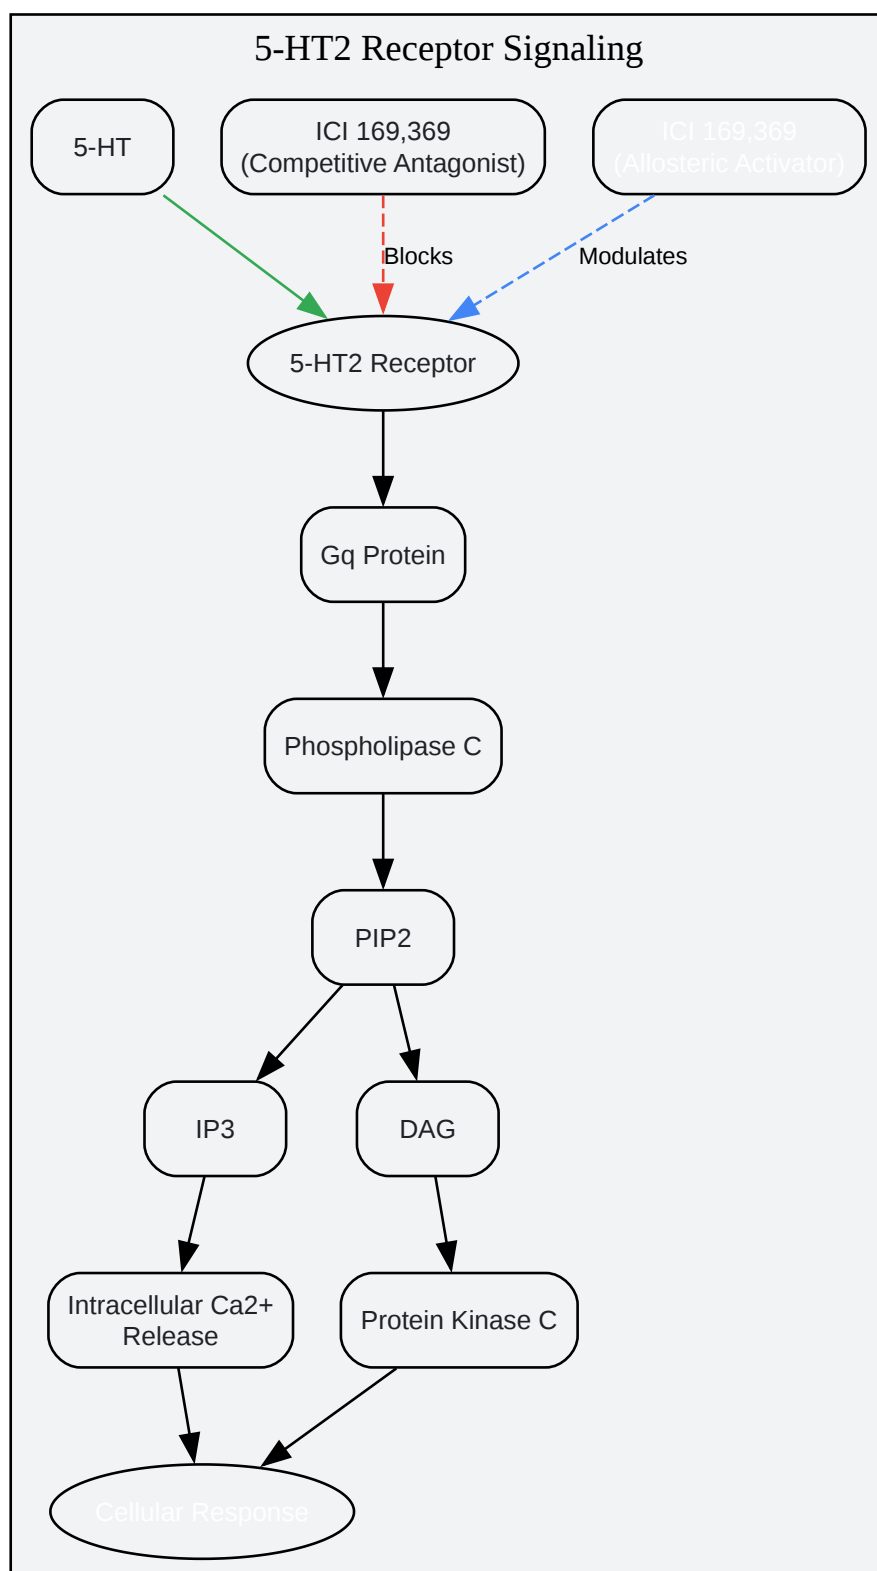 5-HT2 Receptor Signaling
5-HT
ICI 169,369
(Competitive Antagonist)
ICI 169,369
(Allosteric Activator)
Blocks
Modulates
5-HT2 Receptor
Gq Protein
Phospholipase C
PIP2
IP3
DAG
Intracellular Ca2+
Release
Protein Kinase C
Cellular Response